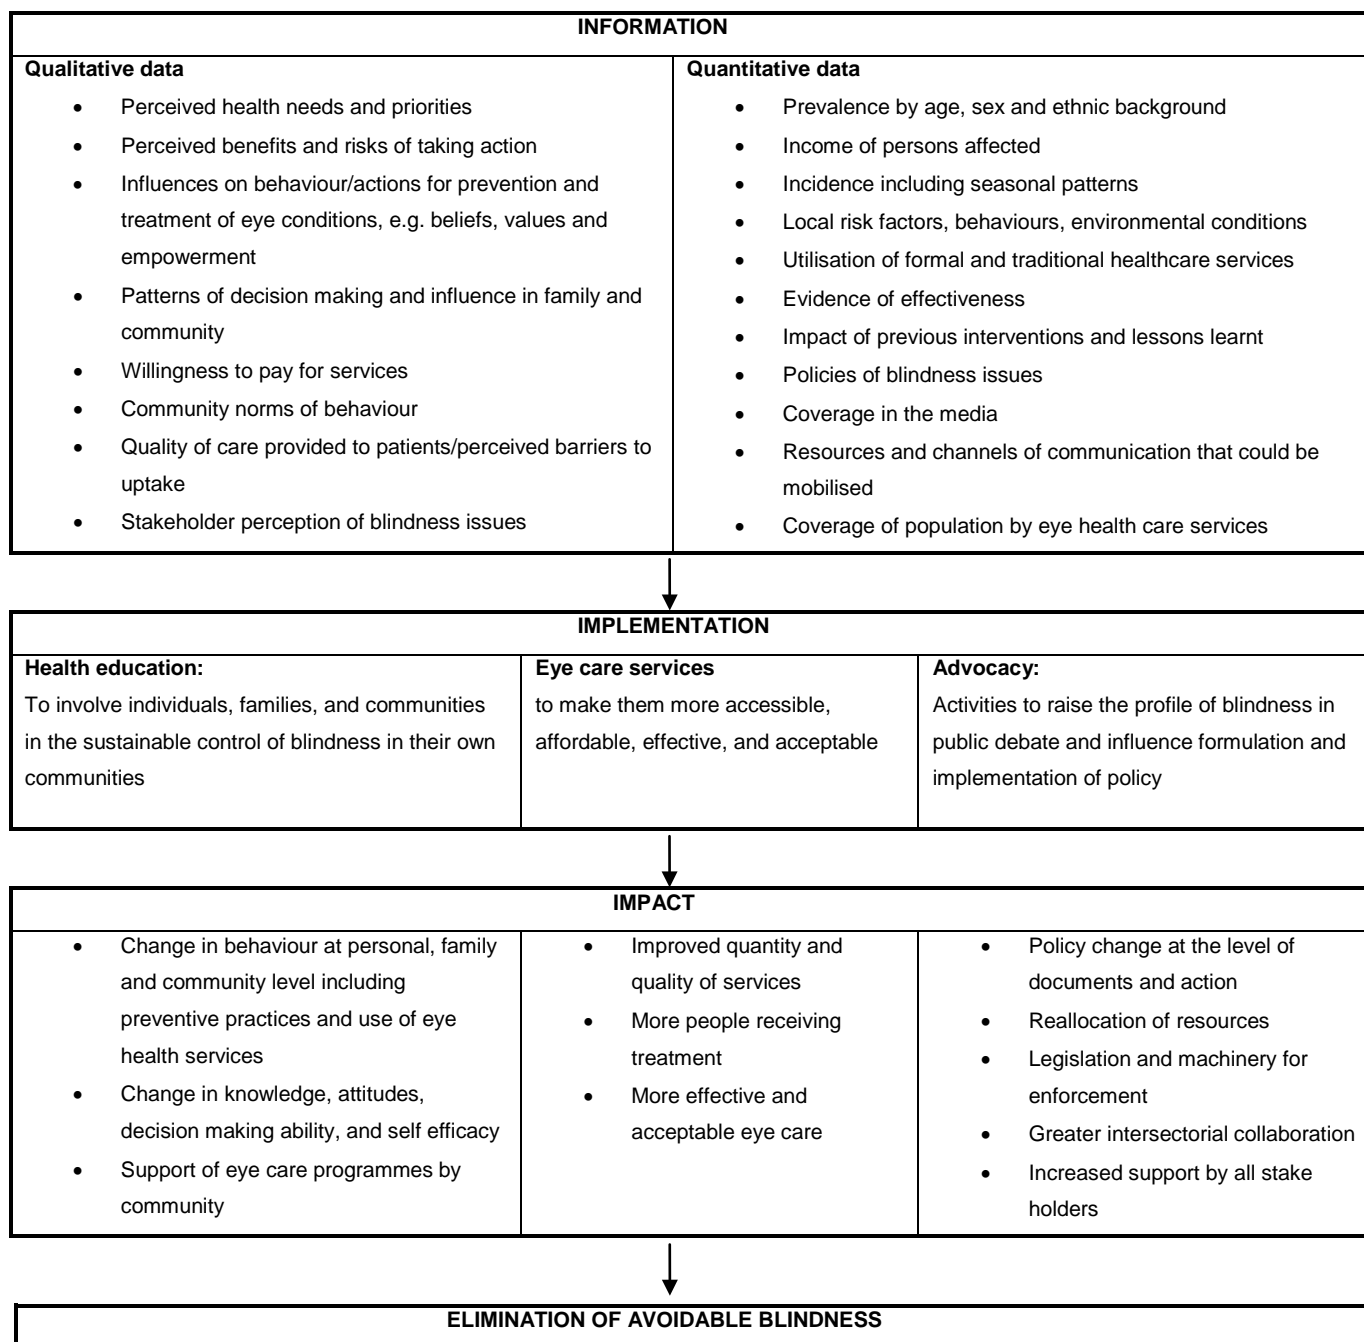 INFORMATION
Qualitative data
• Perceived health needs and priorities
• Perceived benefits and risks of taking action
• Influences on behaviour/actions for prevention and
treatment of eye conditions, e.g. beliefs, values and
empowerment
• Patterns of decision making and influence in family and
community
• Willingness to pay for services
• Community norms of behaviour
• Quality of care provided to patients/perceived barriers to
uptake
• Stakeholder perception of blindness issues
Quantitative data
• Prevalence by age, sex and ethnic background
• Income of persons affected
• Incidence including seasonal patterns
• Local risk factors, behaviours, environmental conditions
• Utilisation of formal and traditional healthcare services
• Evidence of effectiveness
• Impact of previous interventions and lessons learnt
• Policies of blindness issues
• Coverage in the media
• Resources and channels of communication that could be
mobilised
• Coverage of population by eye health care services
IMPLEMENTATION
Health education:
To involve individuals, families, and communities
in the sustainable control of blindness in their own
communities
Eye care services
to make them more accessible,
affordable, effective, and acceptable
Advocacy:
Activities to raise the profile of blindness in
public debate and influence formulation and
implementation of policy
IMPACT
• Change in behaviour at personal, family
and community level including
preventive practices and use of eye
health services
• Change in knowledge, attitudes,
decision making ability, and self efficacy
• Support of eye care programmes by
community
• Improved quantity and
quality of services
• More people receiving
treatment
• More effective and
acceptable eye care
• Policy change at the level of
documents and action
• Reallocation of resources
• Legislation and machinery for
enforcement
• Greater intersectorial collaboration
• Increased support by all stake
holders
ELIMINATION OF AVOIDABLE BLINDNESS